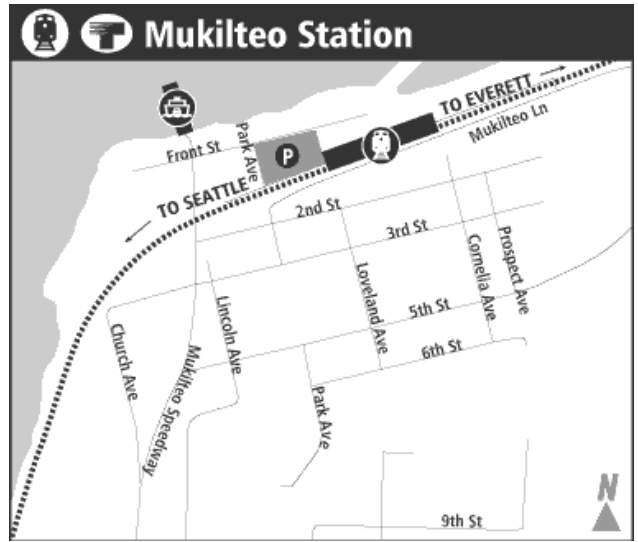 Mukilteo Station
TO EVERETT
Mukilteo Ln
Park Ave
Front St
P
TO SEATTLE
2nd St
3rd St
Prospect Ave
Cornelia Ave
Loveland Ave
Lincoln Ave
5th St
Church Ave
Mukilteo Speedway
6th St
Park Ave
N
9th St